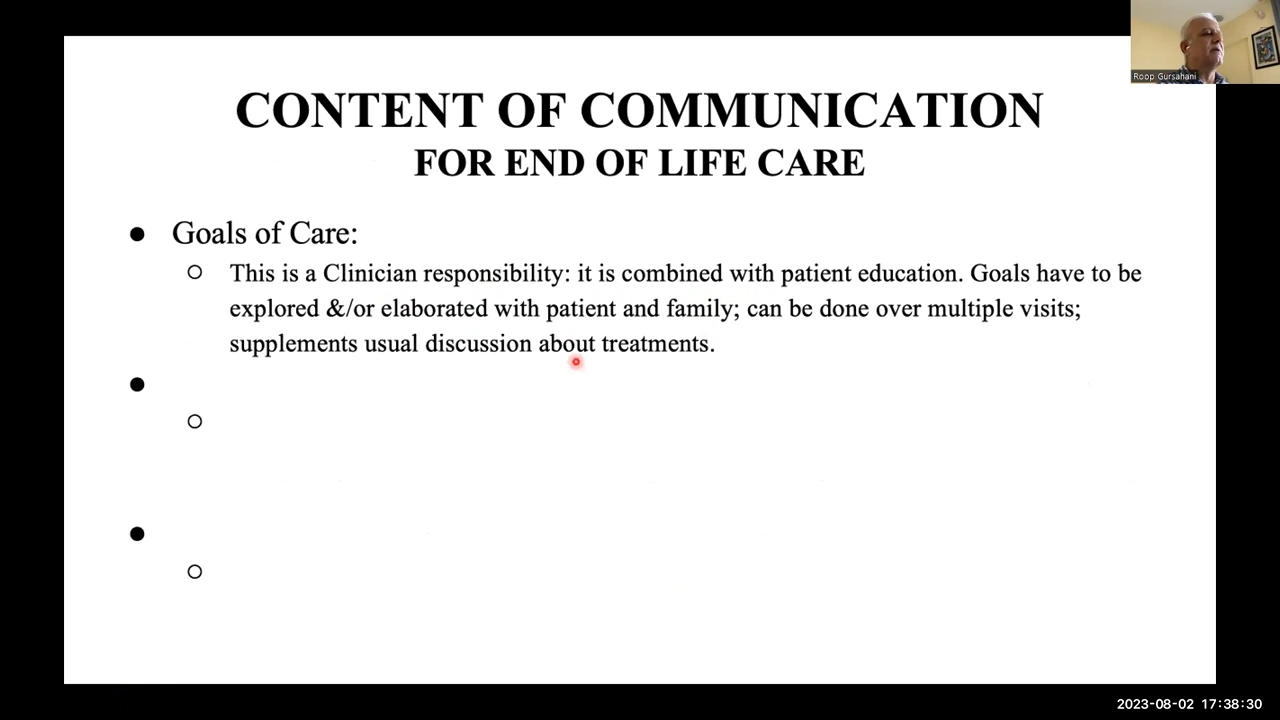 Roop Gursahani
CONTENT OF COMMUNICATION
FOR END OF LIFE CARE
● Goals of Care:
○ This is a Clinician responsibility: it is combined with patient education. Goals have to be
explored &/or elaborated with patient and family; can be done over multiple visits;
supplements usual discussion about treatments.
2023-08-02 17:38:30